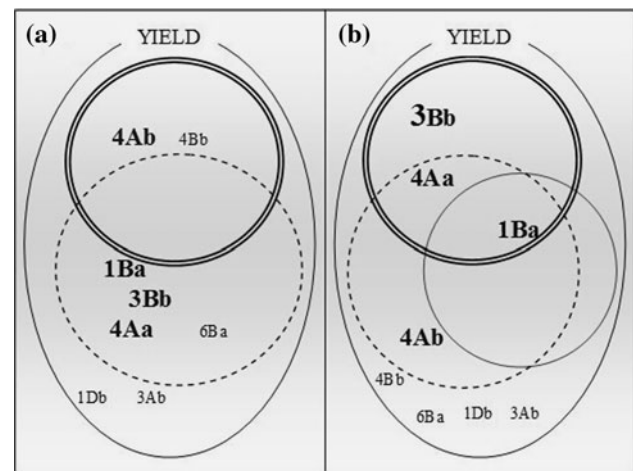 (a) YIELD
4Ab 4Bb
1Ba
3Bb
4Aa 6Ba
1Db 3Ab
(b) YIELD
3Bb
4Aa
1Ba
4Ab
4Bb
6Ba 1Db 3Ab